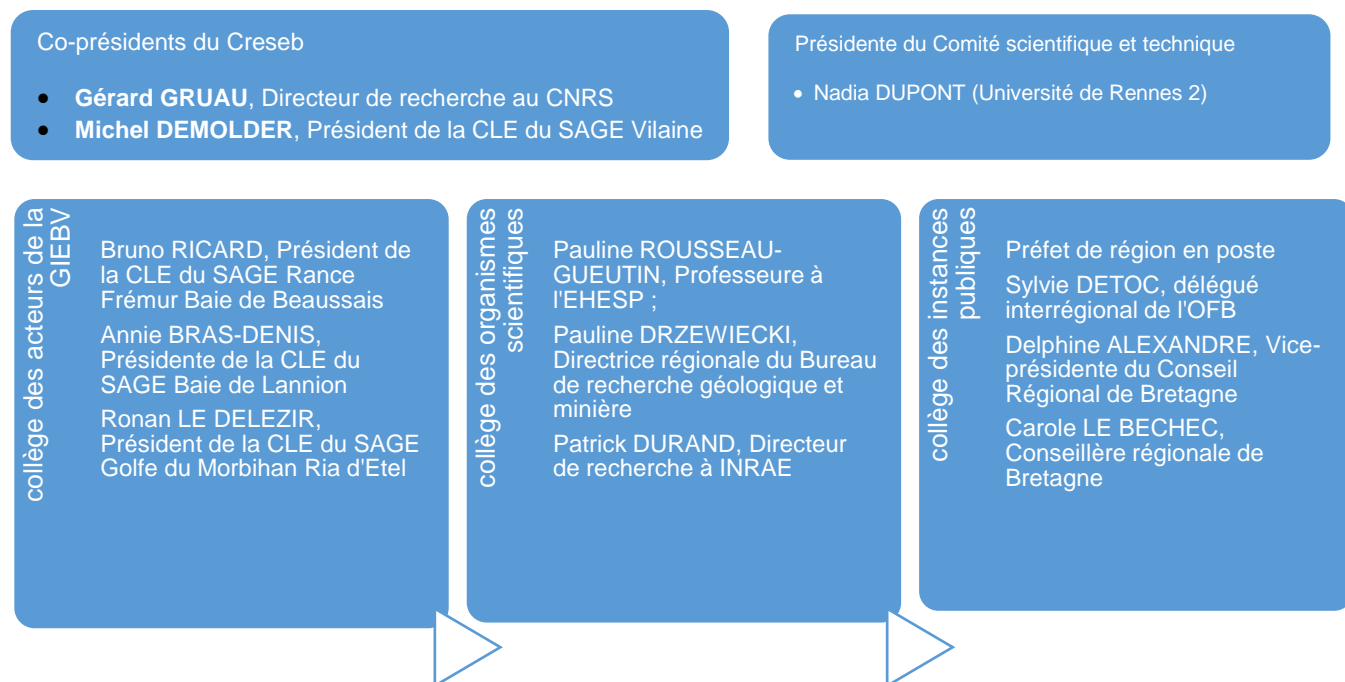 Co-présidents du Creseb
• Gérard GRUAU, Directeur de recherche au CNRS
• Michel DEMOLDER, Président de la CLE du SAGE Vilaine
Présidente du Comité scientifique et technique
• Nadia DUPONT (Université de Rennes 2)
collège des acteurs de la
GIEBV
Bruno RICARD, Président de
la CLE du SAGE Rance
Frémur Baie de Beaussais
Annie BRAS-DENIS,
Présidente de la CLE du
SAGE Baie de Lannion
Ronan LE DELEZIR,
Président de la CLE du SAGE
Golfe du Morbihan Ria d'Etel
collège des organismes
scientifiques
Pauline ROUSSEAU-
GUEUTIN, Professeure à
l'EHESP ;
Pauline DRZEWIECKI,
Directrice régionale du Bureau
de recherche géologique et
minière
Patrick DURAND, Directeur
de recherche à INRAE
collège des instances
publiques
Préfet de région en poste
Sylvie DETOC, délégué
interrégional de l'OFB
Delphine ALEXANDRE, Vice-
présidente du Conseil
Régional de Bretagne
Carole LE BECHEC,
Conseillère régionale de
Bretagne